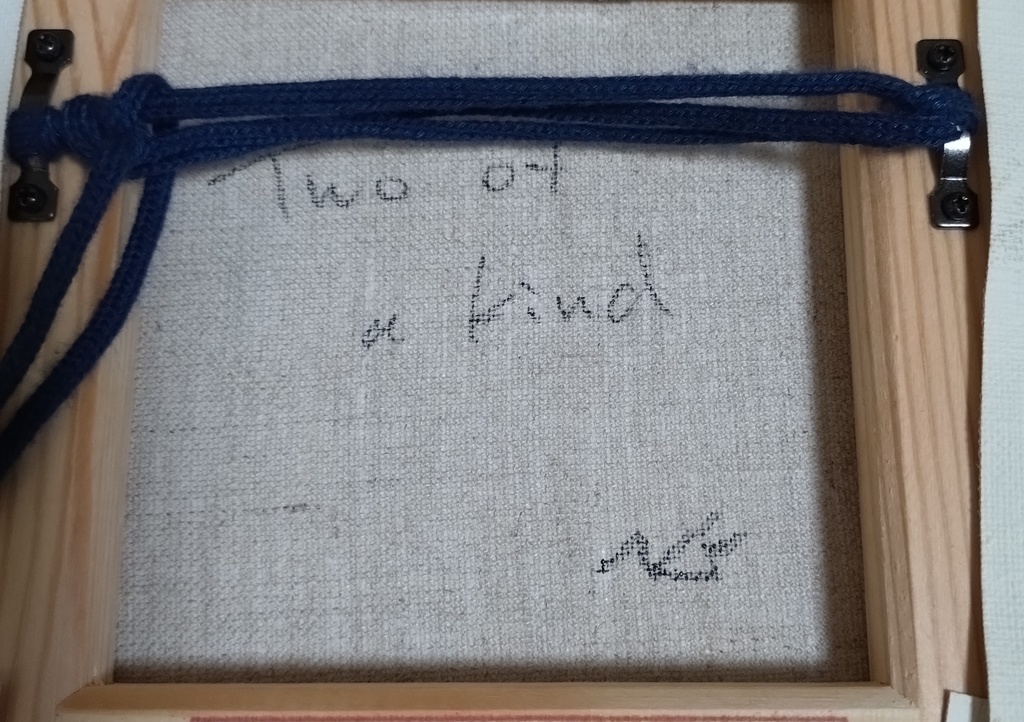 Two of
a kind